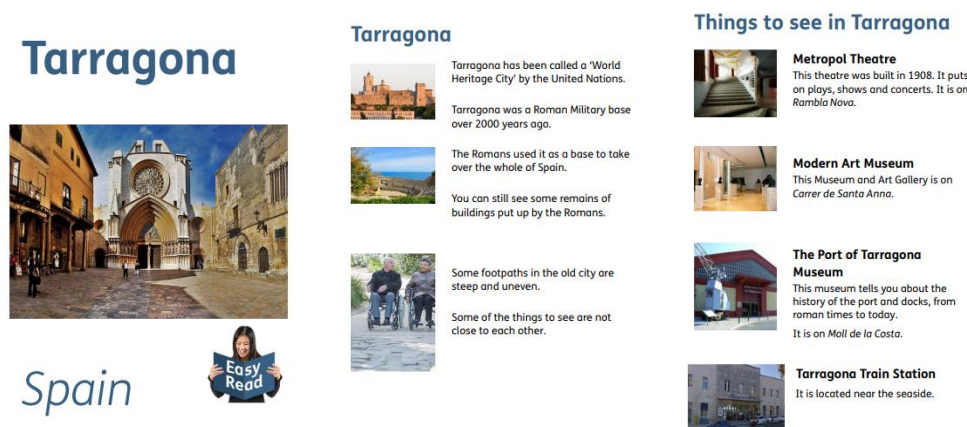 Tarragona
Spain
Easy
Read
Tarragona
Tarragona has been called a ‘World
Heritage City’ by the United Nations.
Tarragona was a Roman Military base
over 2000 years ago.
The Romans used it as a base to take
over the whole of Spain.
You can still see some remains of
buildings put up by the Romans.
Some footpaths in the old city are
steep and uneven.
Some of the things to see are not
close to each other.
Things to see in Tarragona
Metropol Theatre
This theatre was built in 1908. It puts
on plays, shows and concerts. It is on
Rambla Nova.
Modern Art Museum
This Museum and Art Gallery is on
Carrer de Santa Anna.
The Port of Tarragona
Museum
This museum tells you about the
history of the port and docks, from
roman times to today.
It is on Moll de la Costa.
Tarragona Train Station
It is located near the seaside.